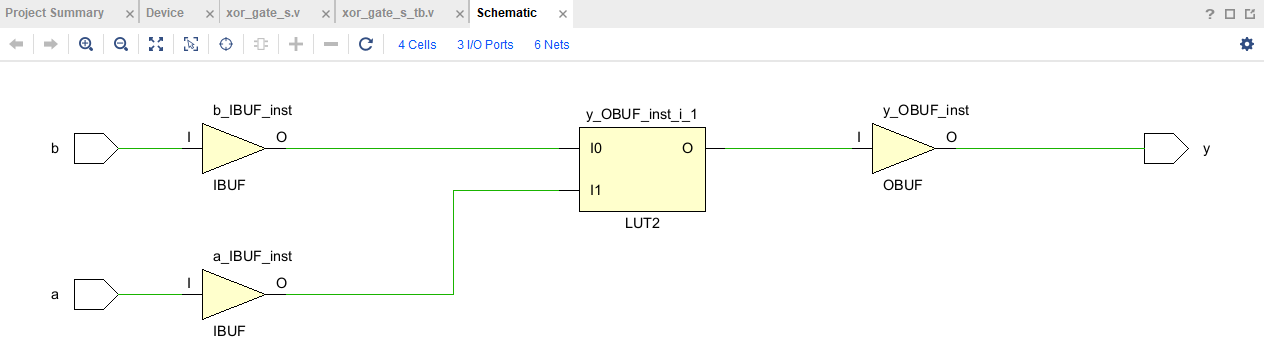 Project Summary
Device
xor_gate_s.v
xor_gate_s_tb.v
Schematic
?
4 Cells
3 I/O Ports
6 Nets
b_IBUF_inst
y_OBUF_inst_i_1
y_OBUF_inst
b
I
O
I0
O
I
O
y
IBUF
I1
OBUF
LUT2
a_IBUF_inst
a
I
O
IBUF